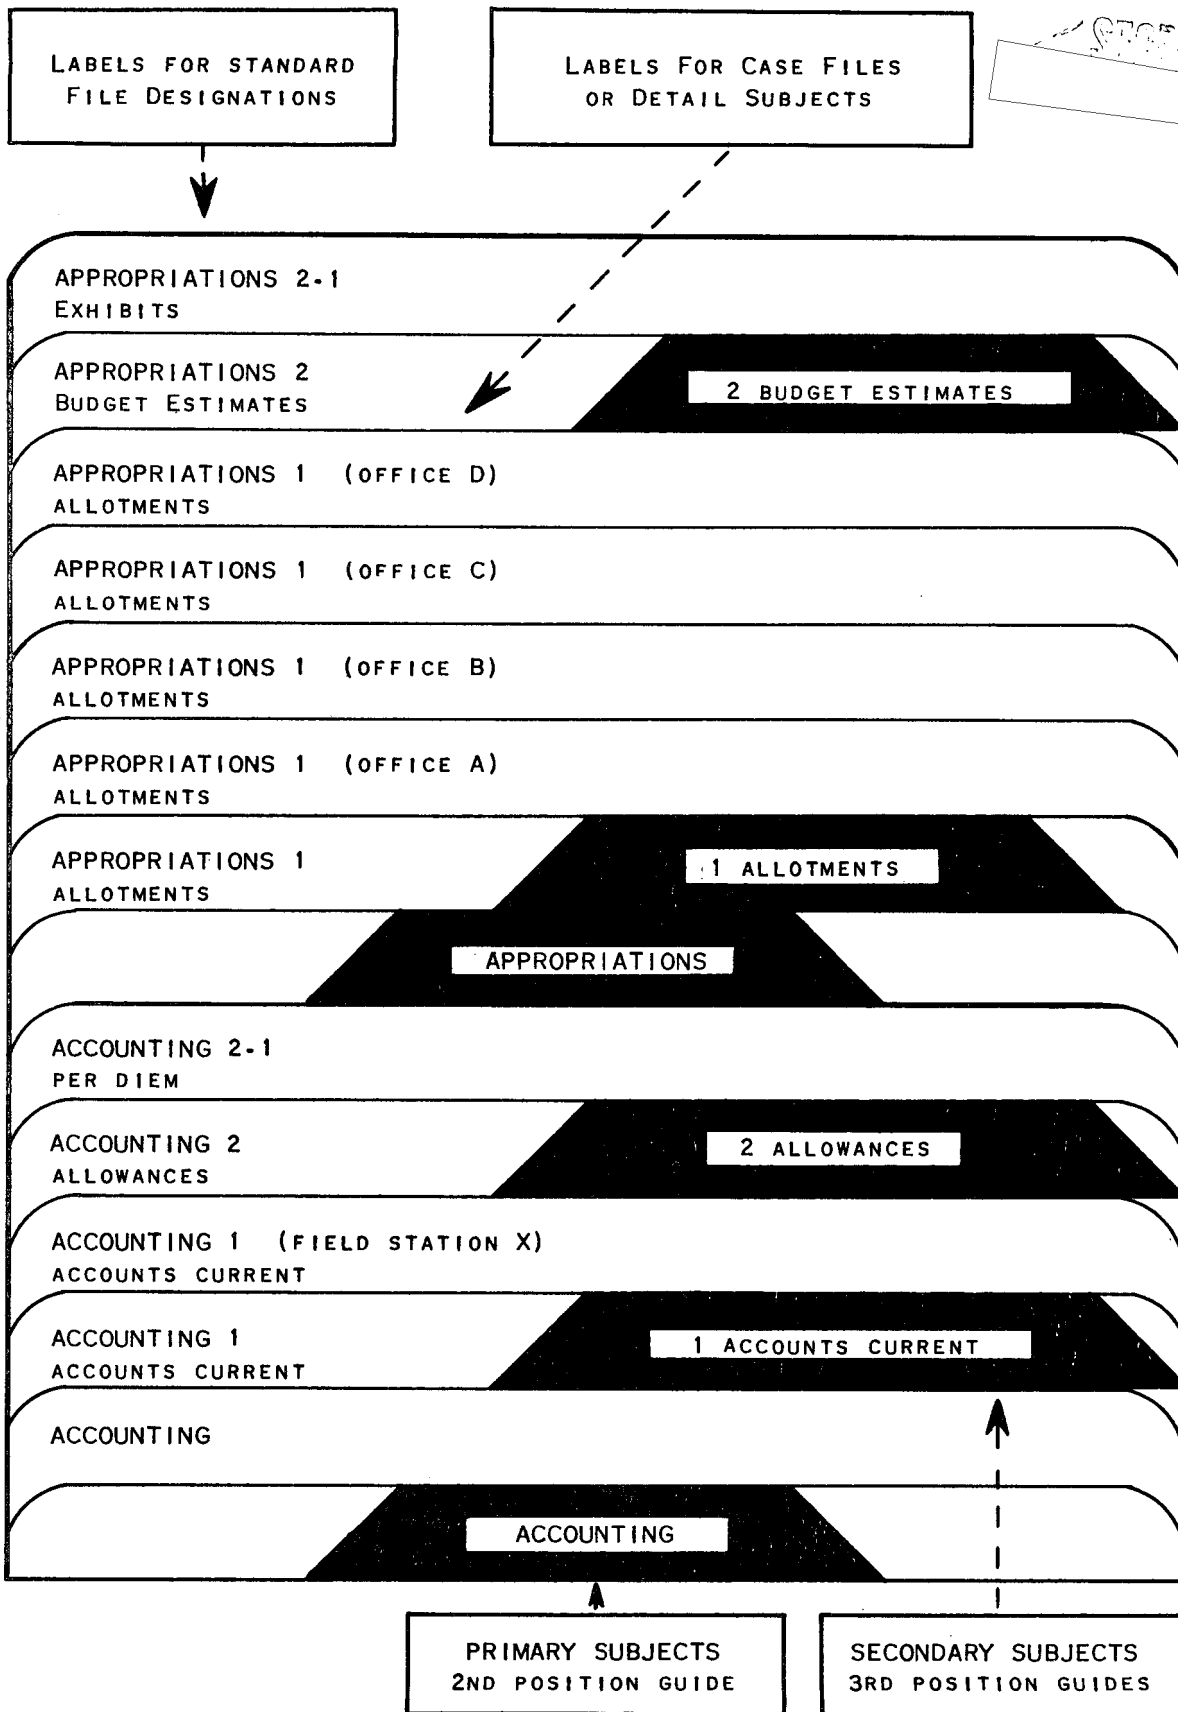 LABELS FOR STANDARD
FILE DESIGNATIONS
LABELS FOR CASE FILES
OR DETAIL SUBJECTS
APPROPRIATIONS 2-1
EXHIBITS
APPROPRIATIONS 2
BUDGET ESTIMATES
2 BUDGET ESTIMATES
APPROPRIATIONS 1 (OFFICE D)
ALLOTMENTS
APPROPRIATIONS 1 (OFFICE C)
ALLOTMENTS
APPROPRIATIONS 1 (OFFICE B)
ALLOTMENTS
APPROPRIATIONS 1 (OFFICE A)
ALLOTMENTS
APPROPRIATIONS 1
ALLOTMENTS
1 ALLOTMENTS
APPROPRIATIONS
ACCOUNTING 2-1
PER DIEM
ACCOUNTING 2
ALLOWANCES
2 ALLOWANCES
ACCOUNTING 1 (FIELD STATION X)
ACCOUNTS CURRENT
ACCOUNTING 1
ACCOUNTS CURRENT
1 ACCOUNTS CURRENT
ACCOUNTING
ACCOUNTING
PRIMARY SUBJECTS
2ND POSITION GUIDE
SECONDARY SUBJECTS
3RD POSITION GUIDES